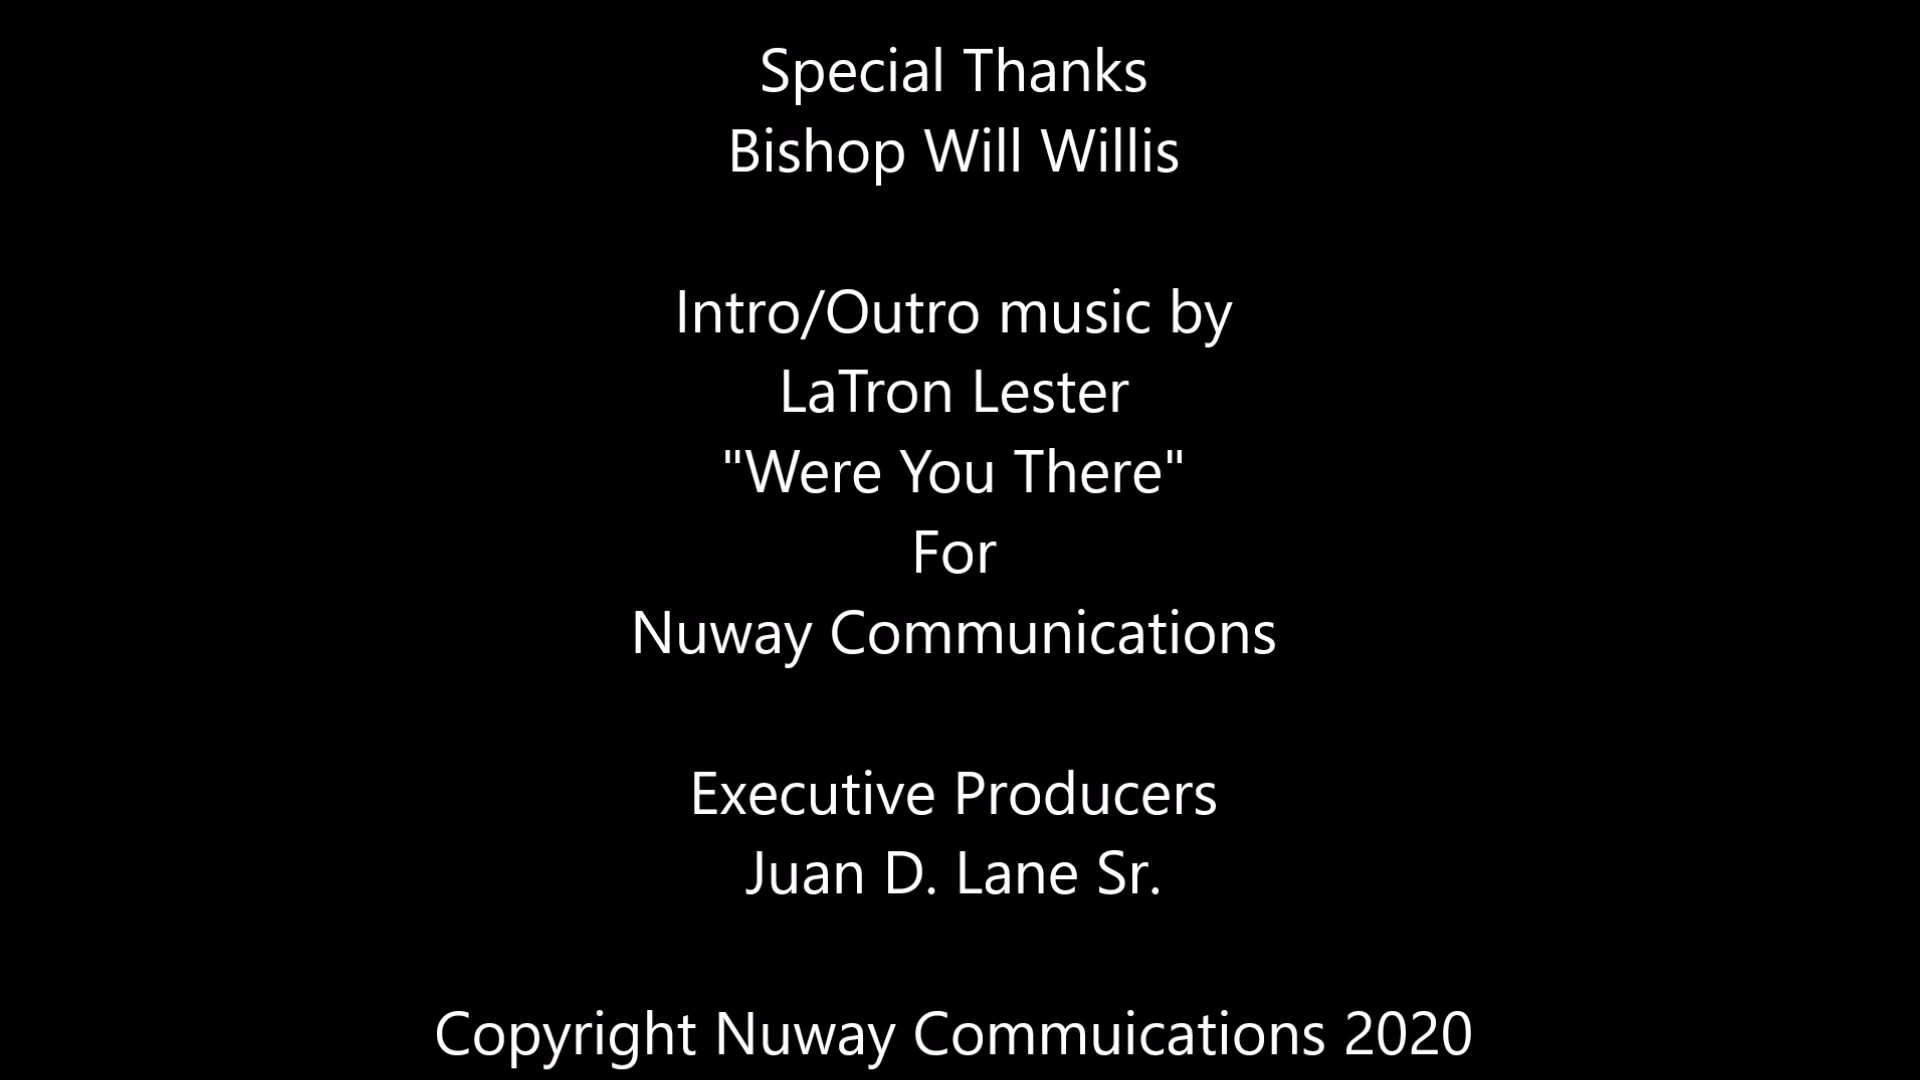 Special Thanks
Bishop Will Willis
Intro/Outro music by
LaTron Lester
"Were You There"
For
Nuway Communications
Executive Producers
Juan D. Lane Sr.
Copyright Nuway Commuications 2020